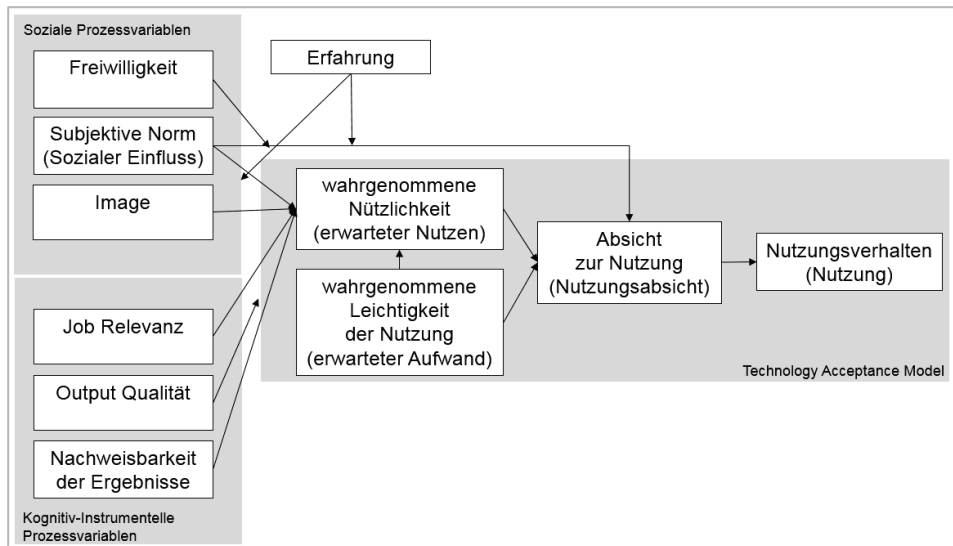 Soziale Prozessvariablen
Freiwilligkeit
Erfahrung
Subjektive Norm
(Sozialer Einfluss)
Image
wahrgenommene
Nützlichkeit
(erwarteter Nutzen)
Absicht
zur Nutzung
(Nutzungsabsicht)
Nutzungsverhalten
(Nutzung)
wahrgenommene
Leichtigkeit
der Nutzung
(erwarteter Aufwand)
Technology Acceptance Model
Job Relevanz
Output Qualität
Nachweisbarkeit
der Ergebnisse
Kognitiv-Instrumentelle
Prozessvariablen